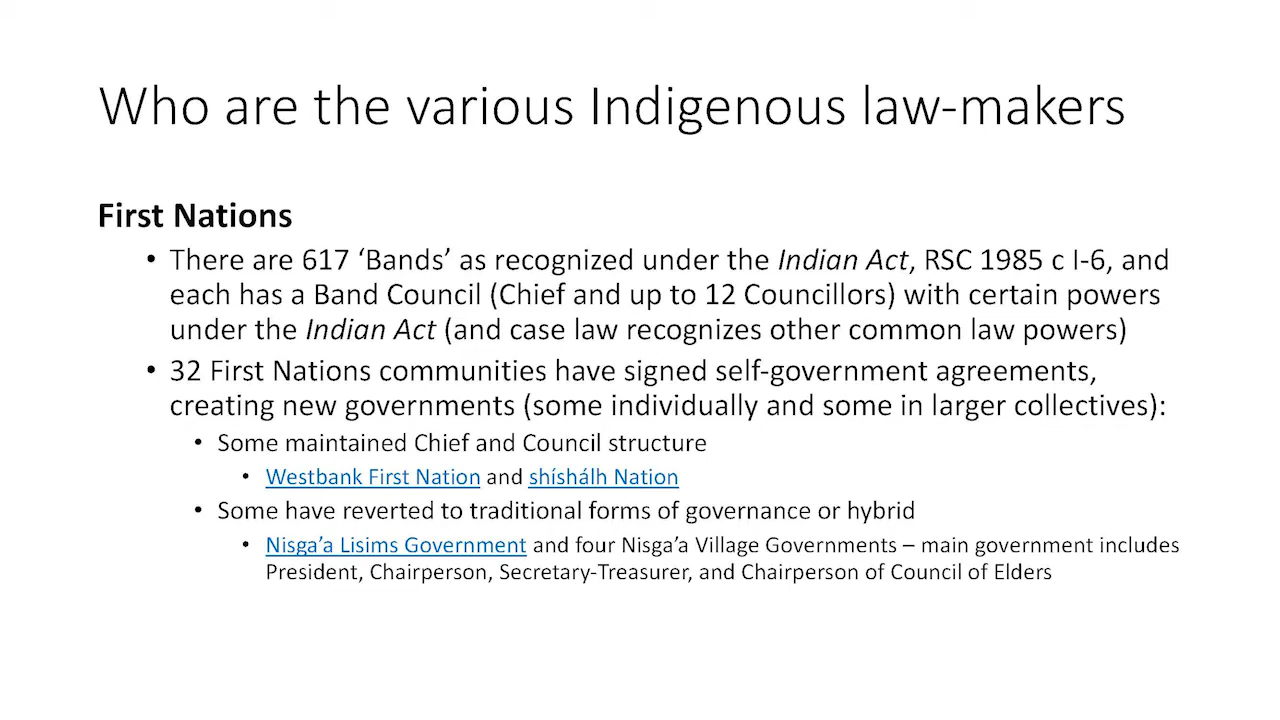 Who are the various Indigenous law-makers
First Nations
• There are 617 ‘Bands’ as recognized under the Indian Act, RSC 1985 c I-6, and
each has a Band Council (Chief and up to 12 Councillors) with certain powers
under the Indian Act (and case law recognizes other common law powers)
• 32 First Nations communities have signed self-government agreements,
creating new governments (some individually and some in larger collectives):
• Some maintained Chief and Council structure
• Westbank First Nation and shíshálh Nation
• Some have reverted to traditional forms of governance or hybrid
• Nisga’a Lisims Government and four Nisga’a Village Governments – main government includes
President, Chairperson, Secretary-Treasurer, and Chairperson of Council of Elders